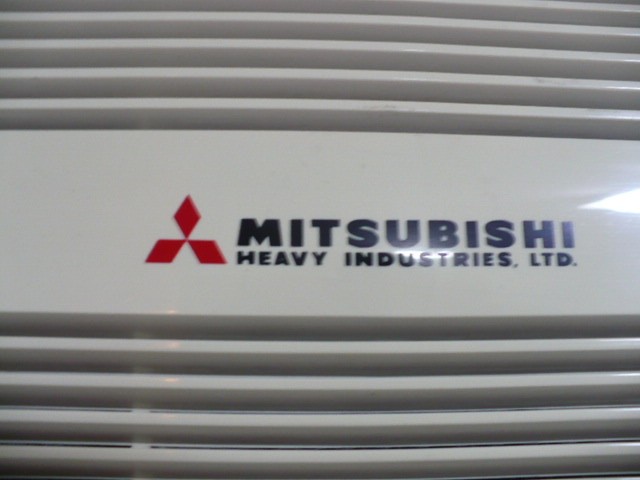 MITSUBISHI
HEAVY INDUSTRIES, LTD.